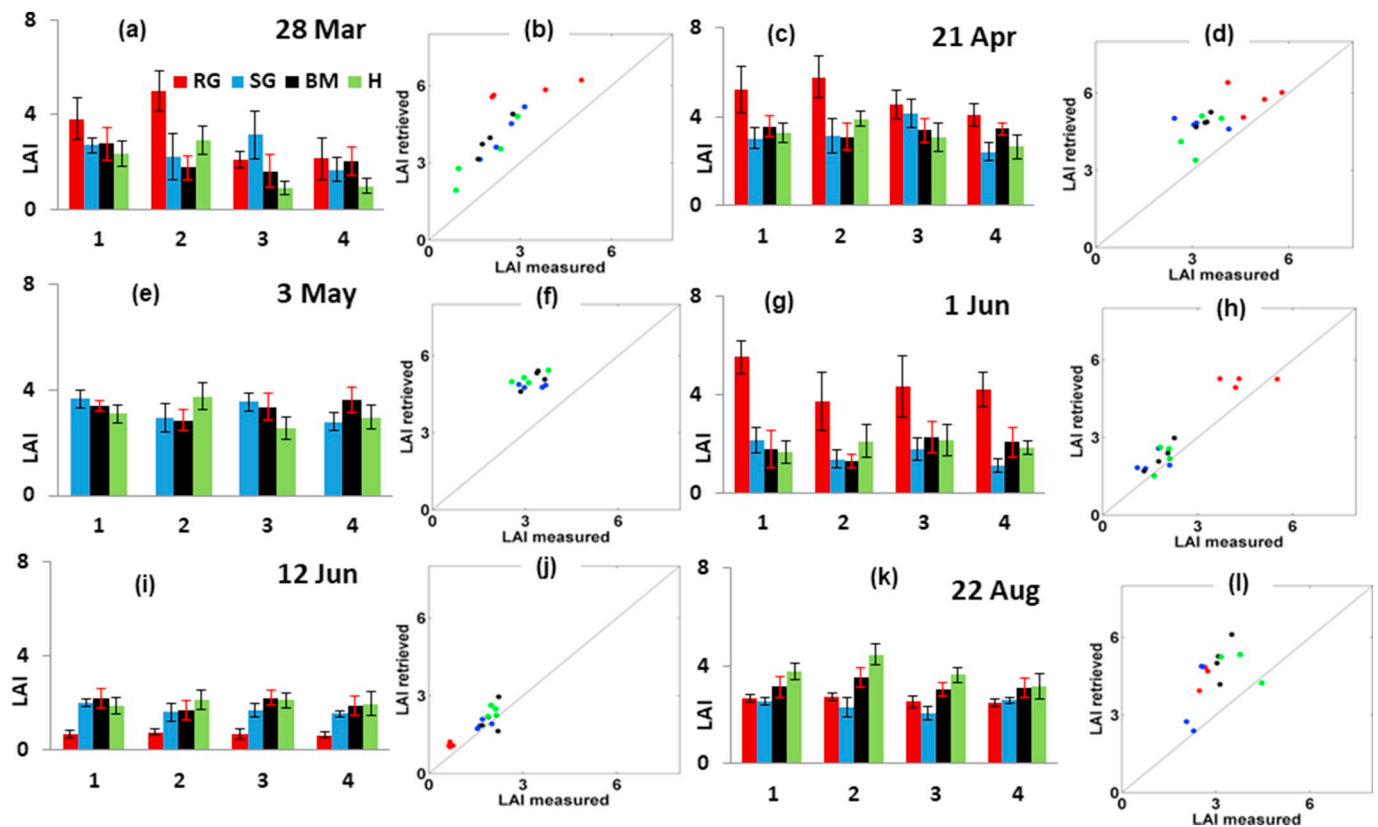 (a) 28 Mar
RG SG BM H
8
4
0
LAI
1 2 3 4
(b)
LAI retrieved
6
3
0
0 3 6
LAI measured
(c) 21 Apr
8
4
0
LAI
1 2 3 4
(d)
LAI retrieved
6
3
0
0 3 6
LAI measured
(e) 3 May
8
4
0
LAI
1 2 3 4
(f)
LAI retrieved
6
3
0
0 3 6
LAI measured
(g) 1 Jun
8
4
0
LAI
1 2 3 4
(h)
LAI retrieved
6
3
0
0 3 6
LAI measured
(i) 12 Jun
8
4
0
LAI
1 2 3 4
(j)
LAI retrieved
6
3
0
0 3 6
LAI measured
(k) 22 Aug
8
4
0
LAI
1 2 3 4
(l)
LAI retrieved
6
3
0
0 3 6
LAI measured